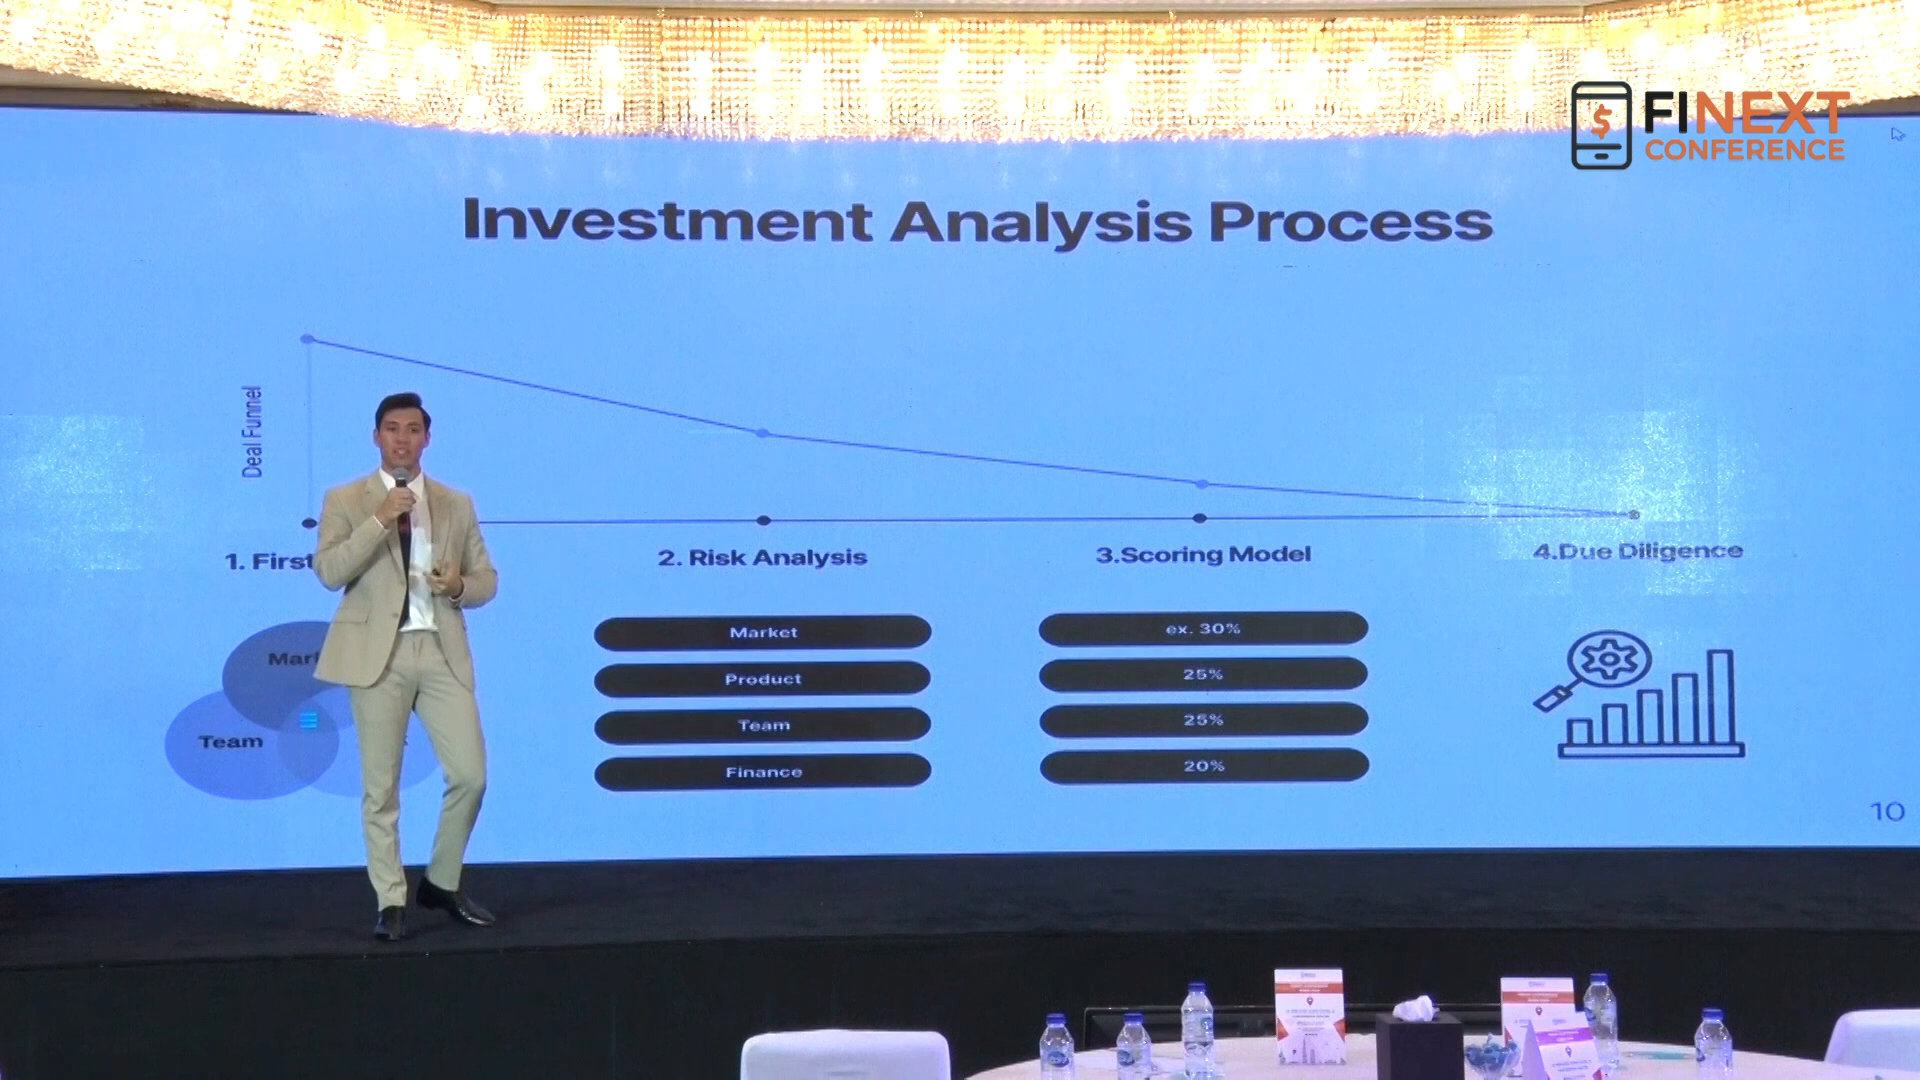 FINEXT
CONFERENCE
Investment Analysis Process
Deal Funnel
1. First
2. Risk Analysis
3.Scoring Model
4.Due Diligence
Mar
Team
Market
Product
Team
Finance
ex. 30%
25%
25%
20%
10